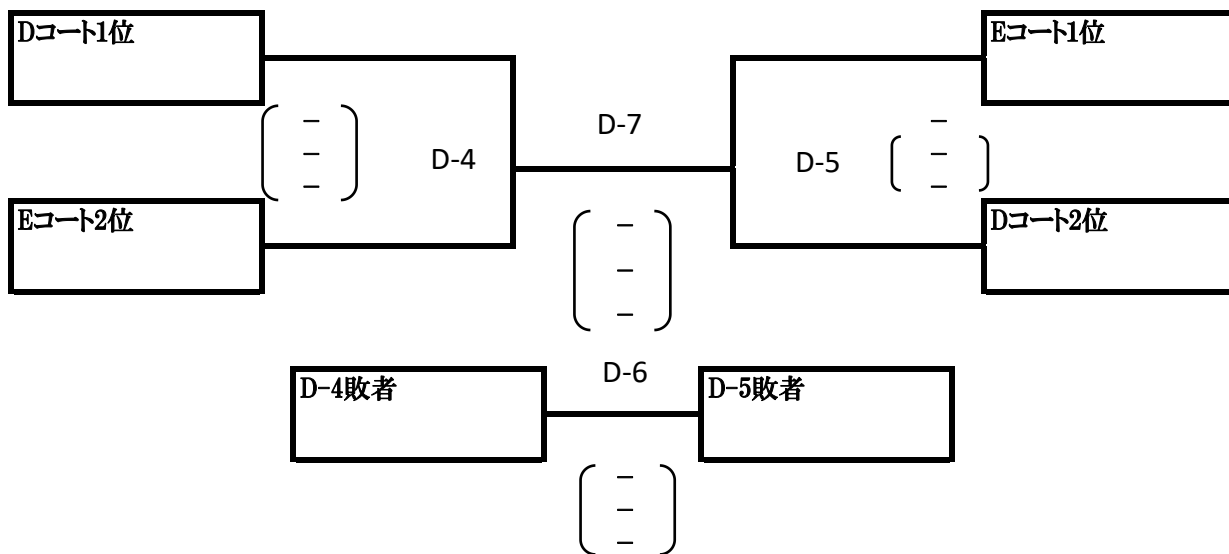 Dコート1位
Eコート1位
D-7
D-4
D-5
( − − − )
( − − − )
Eコート2位
Dコート2位
( − − − )
D-6
D-4敗者
D-5敗者
( − − − )